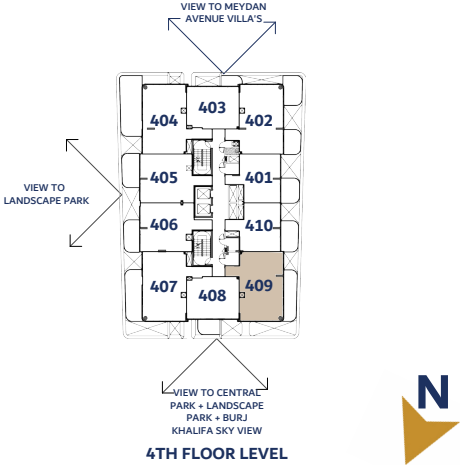 VIEW TO MEYDAN
AVENUE VILLA'S
403
404
402
405
401
VIEW TO
LANDSCAPE PARK
406
410
407
409
408
VIEW TO CENTRAL
PARK + LANDSCAPE
PARK + BURJ
KHALIFA SKY VIEW
N
4TH FLOOR LEVEL